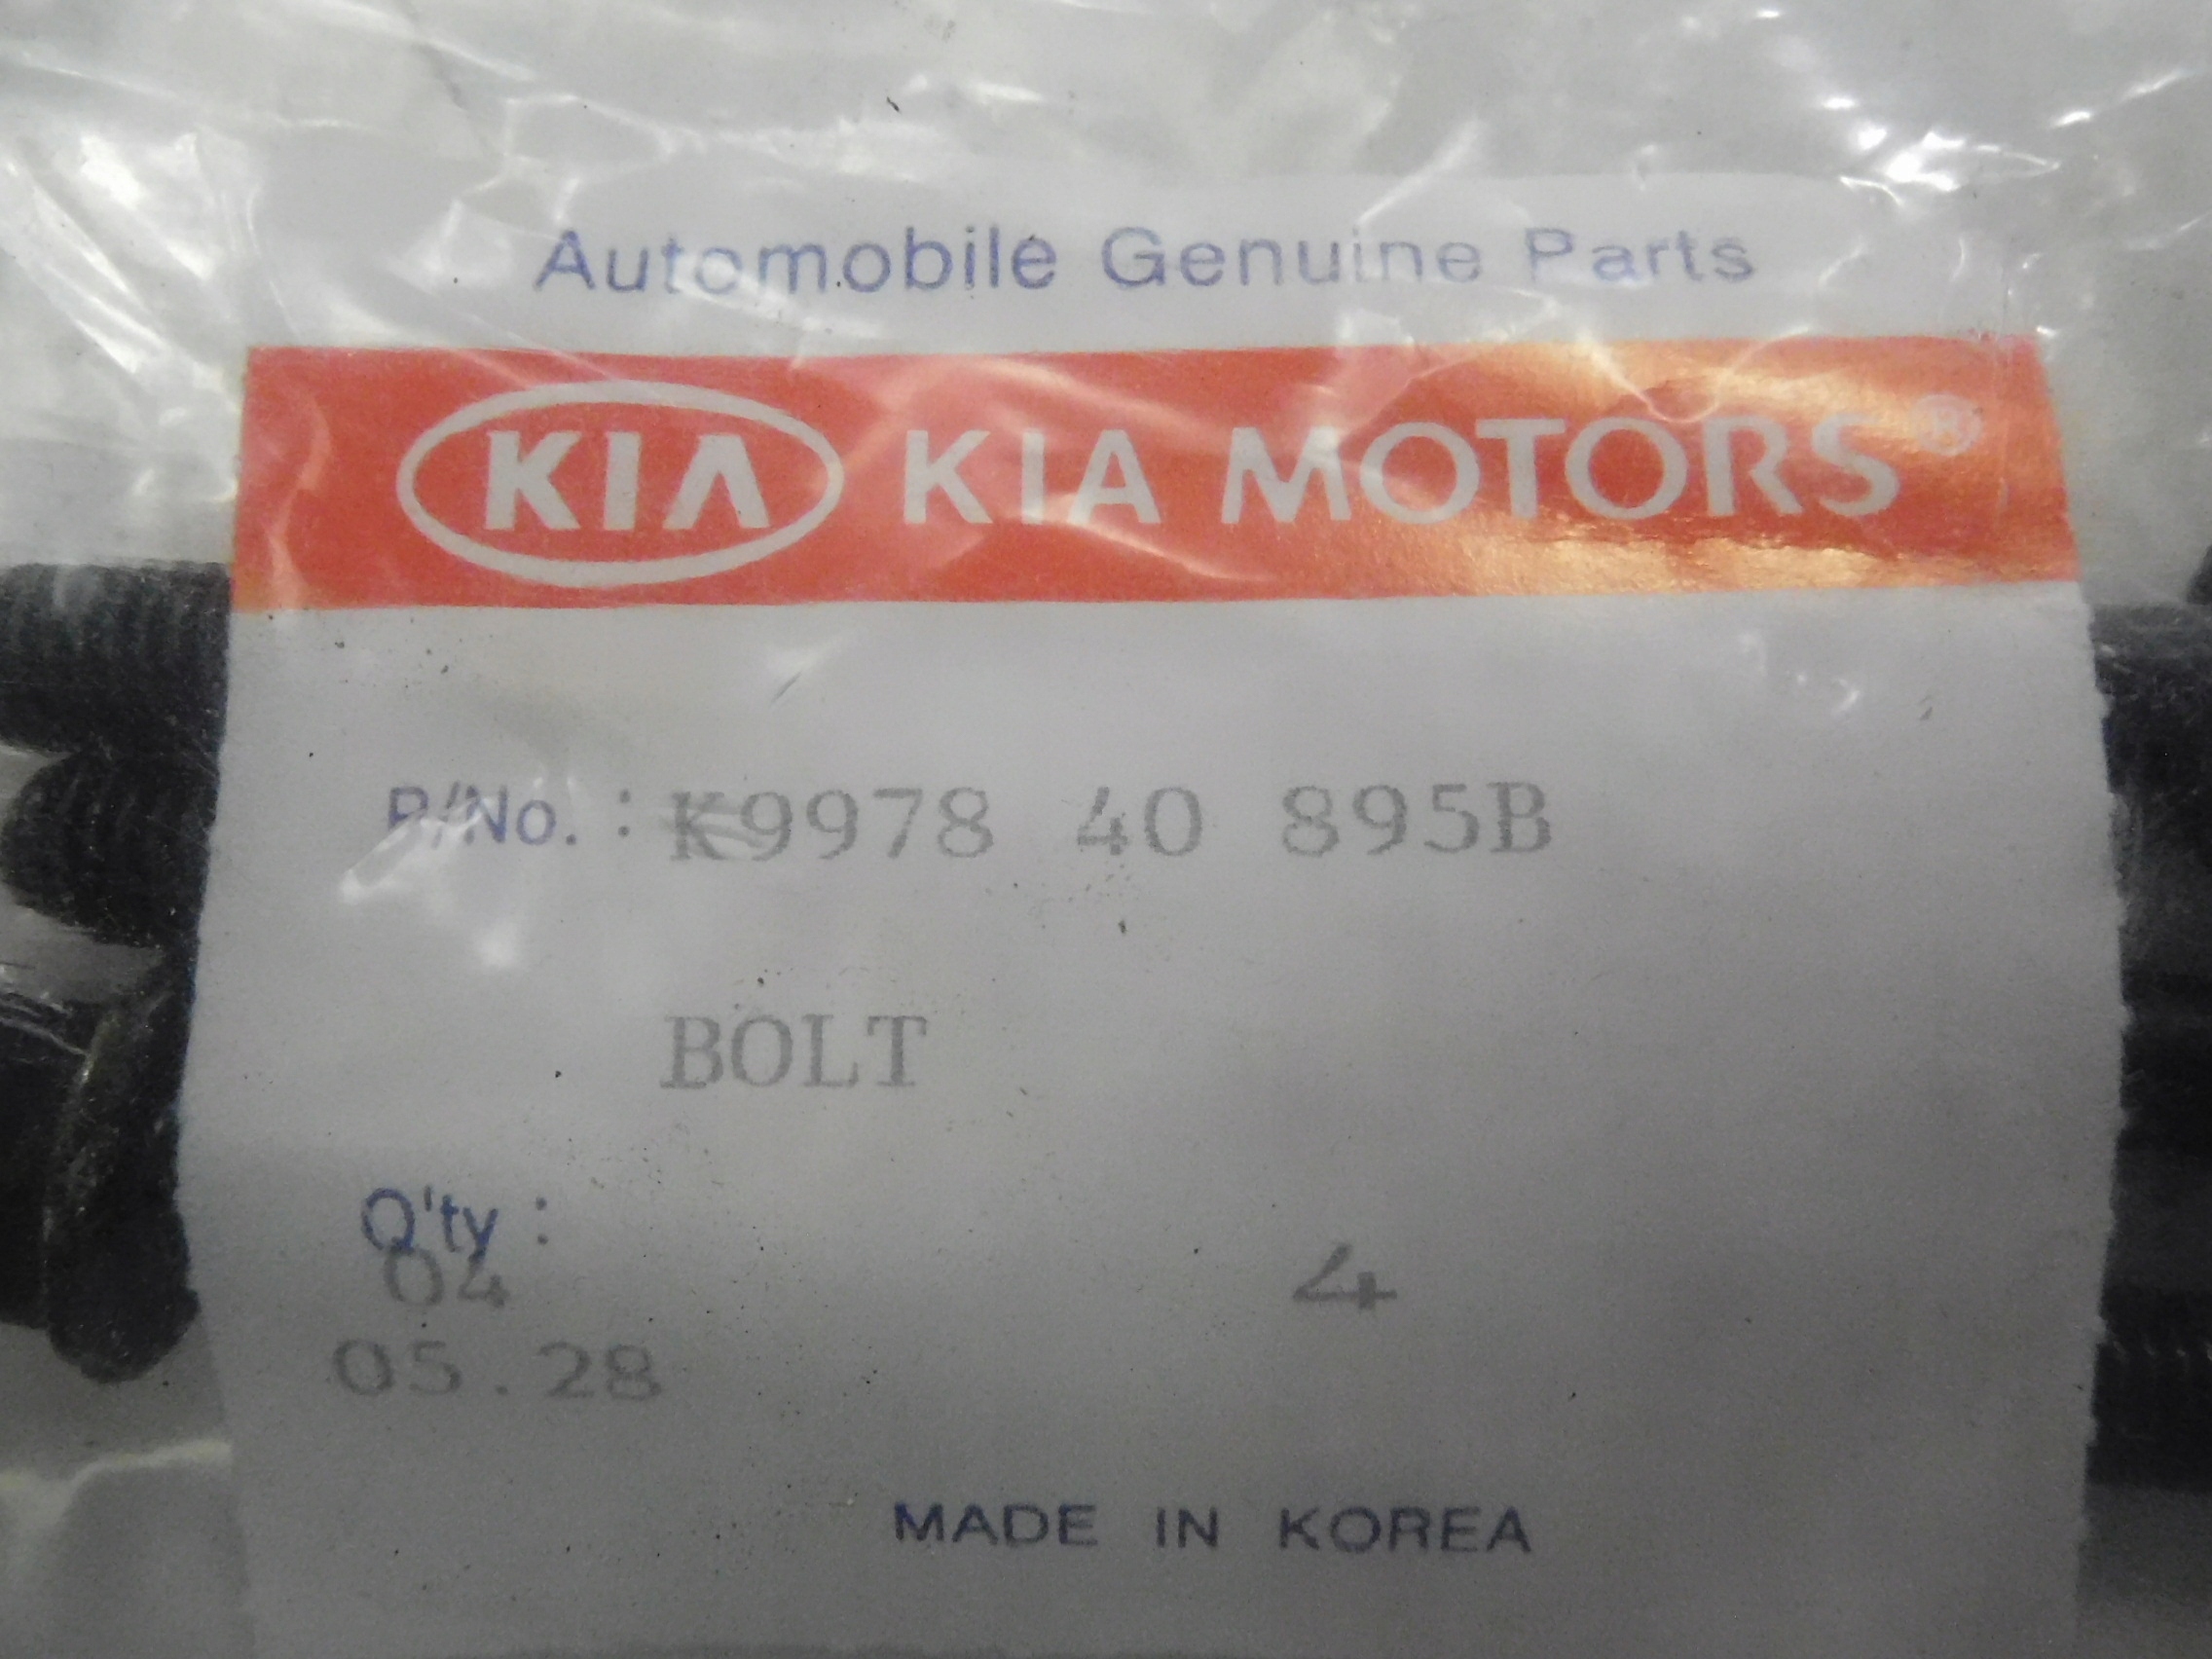 Automobile Genuine Parts
KIA KIA MOTORS®
P/No. : K9978 40 895B
BOLT
Q'ty :
04 4
05.28
MADE IN KOREA